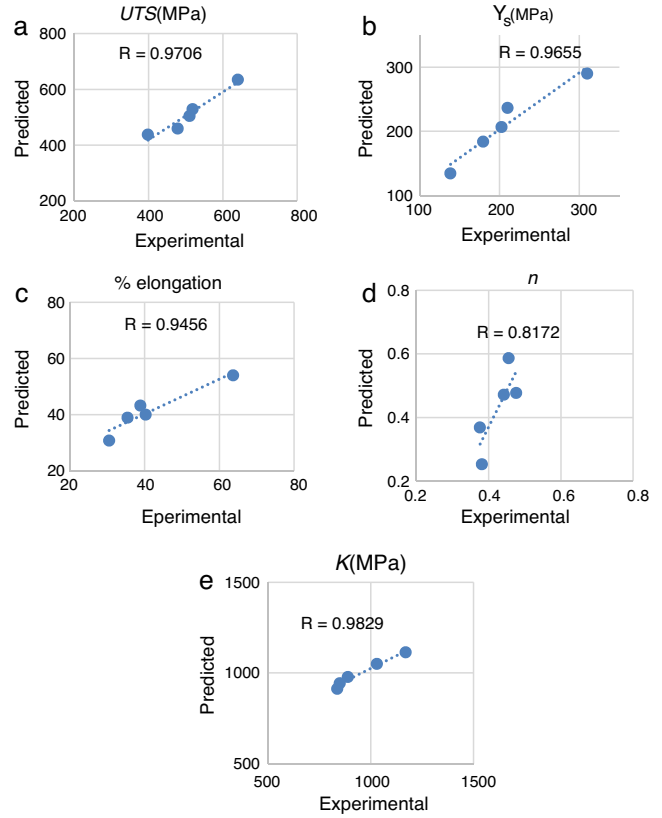 a
UTS(MPa)
R = 0.9706
800
600
400
200
200
400
600
800
Predicted
Experimental
b
Ys(MPa)
R = 0.9655
300
200
100
100
200
300
Predicted
Experimental
c
% elongation
R = 0.9456
80
60
40
20
20
40
60
80
Predicted
Eperimental
d
n
R = 0.8172
0.8
0.6
0.4
0.2
0.2
0.4
0.6
0.8
Predicted
Experimental
e
K(MPa)
R = 0.9829
1500
1000
500
500
1000
1500
Predicted
Experimental